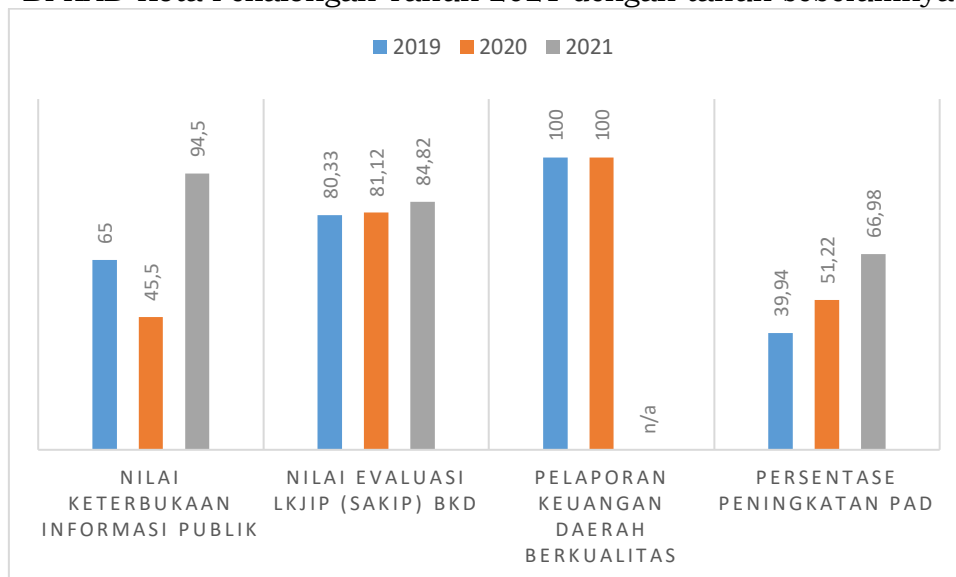 Kota Pekalongan Tahun 2021 dengan tahun sebelumnya
2019 2020 2021
65
45,5
94,5
80,33
81,12
84,82
100
100
n/a
39,94
51,22
66,98
NILAI
KETERBUKAAN
INFORMASI PUBLIK
NILAI EVALUASI
LKJIP (SAKIP) BKD
PELAPORAN
KEUANGAN
DAERAH
BERKUALITAS
PERSENTASE
PENINGKATAN PAD